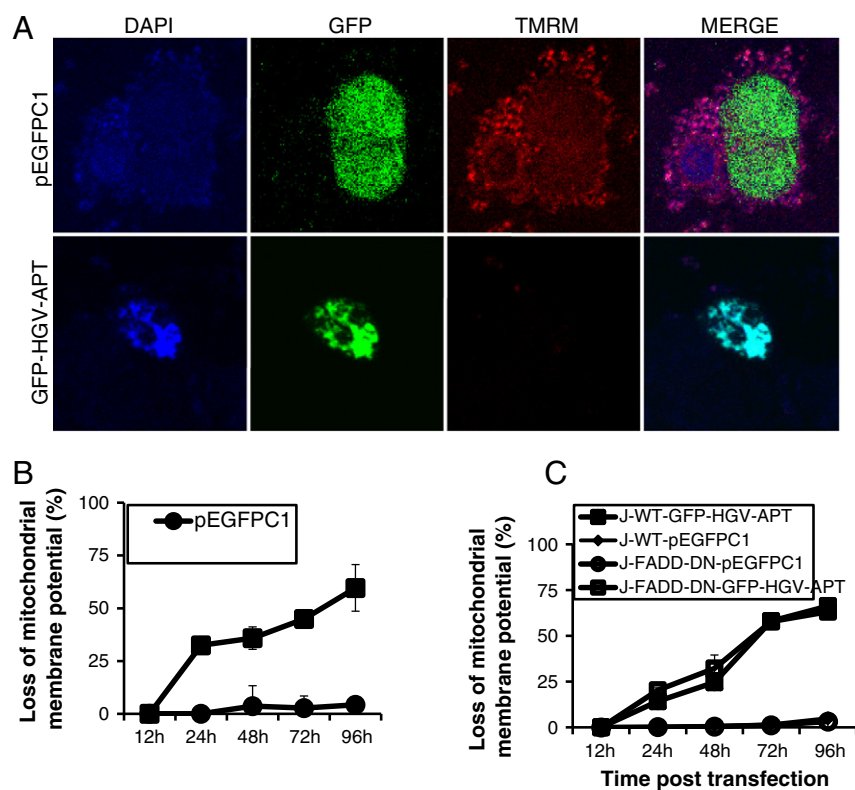 A
DAPI GFP TMRM MERGE
pEGFPC1
GFP-HGV-APT
B
Loss of mitochondrial
membrane potential (%)
100
75
50
25
0
pEGFPC1
12h 24h 48h 72h 96h
C
Loss of mitochondrial
membrane potential (%)
J-WT-GFP-HGV-APT
J-WT-pEGFPC1
J-FADD-DN-pEGFPC1
J-FADD-DN-GFP-HGV-APT
100
75
50
25
0
12h 24h 48h 72h 96h
Time post transfection